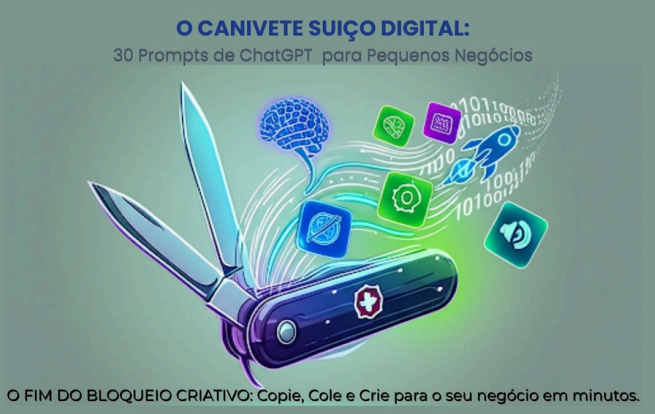 O CANIVETE SUIÇO DIGITAL:
30 Prompts de ChatGPT para Pequenos Negócios
O FIM DO BLOQUEIO CRIATIVO: Copie, Cole e Crie para o seu negócio em minutos.